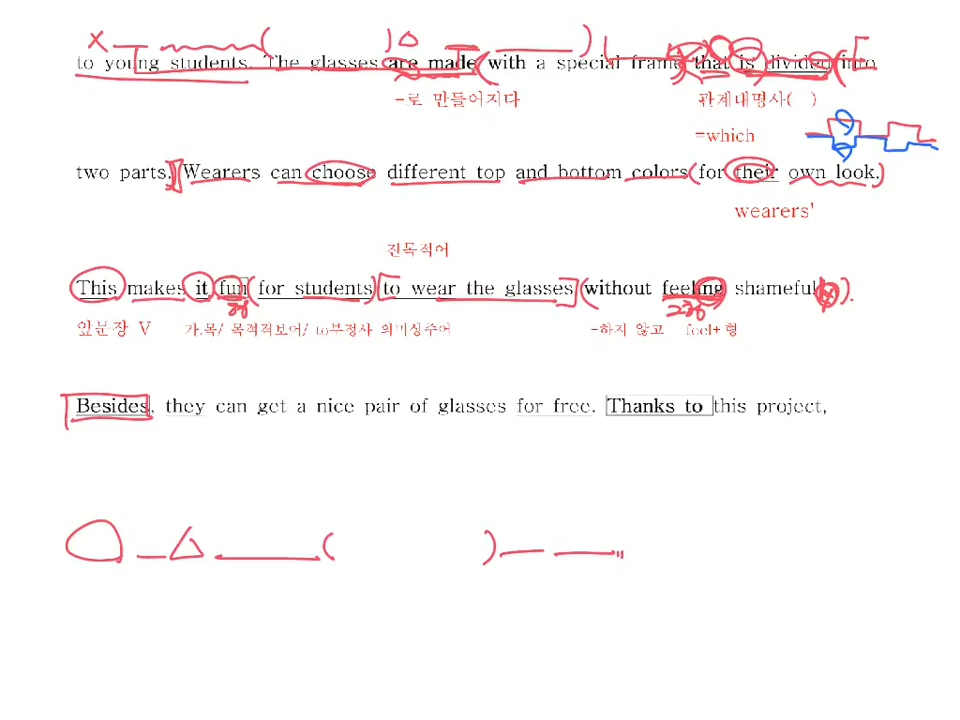 to young students. The glasses are made with a special frame that is divided into
-로 만들어지다 관계대명사( )
=which
two parts. Wearers can choose different top and bottom colors for their own look.
wearers'
진목적어
This makes it fun for students to wear the glasses without feeling shameful.
앞문장 V 가.목/ 목적격보어/ to부정사 의미상주어 -하지 않고 feel+형
Besides, they can get a nice pair of glasses for free. Thanks to this project,